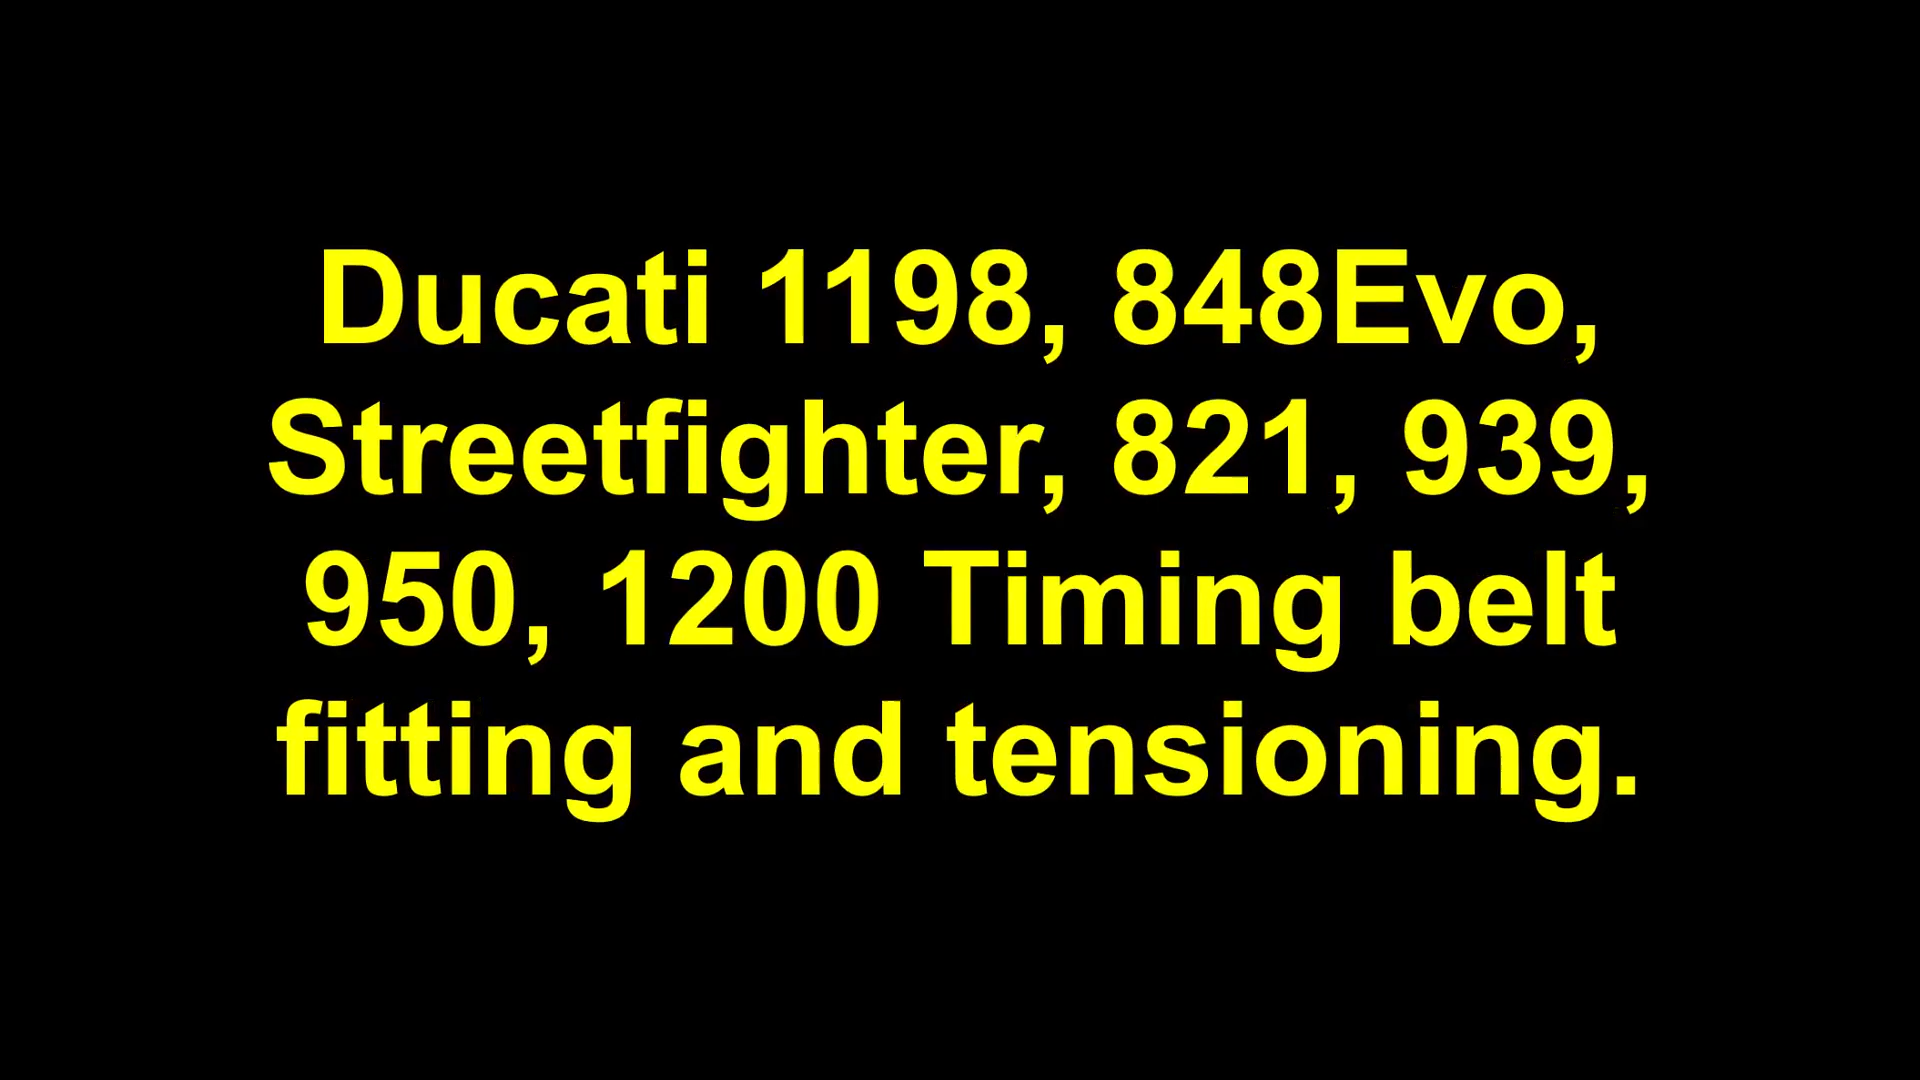 Ducati 1198, 848Evo,
Streetfighter, 821, 939,
950, 1200 Timing belt
fitting and tensioning.